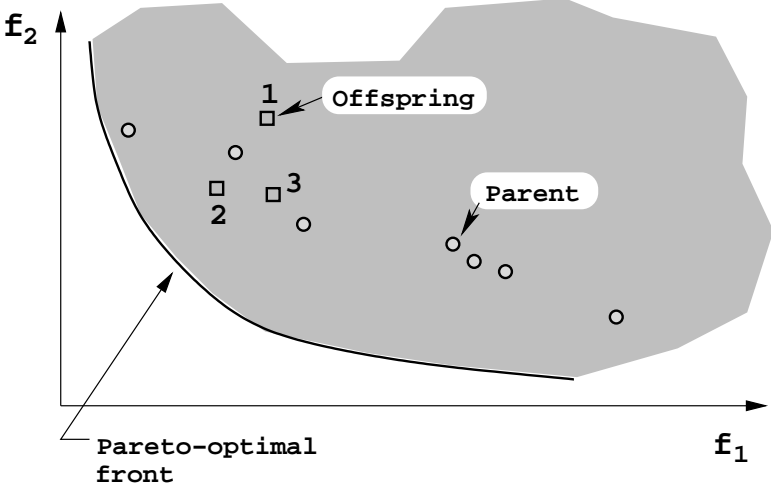 f2
1
Offspring
3
2
Parent
Pareto-optimal
front
f1